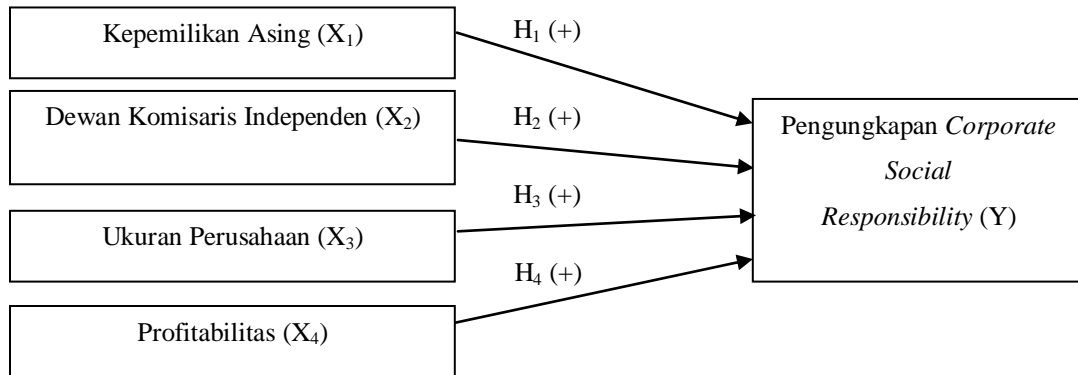 Kepemilikan Asing (X₁)
H₁ (+)
Dewan Komisaris Independen (X₂)
H₂ (+)
Ukuran Perusahaan (X₃)
H₃ (+)
Profitabilitas (X₄)
H₄ (+)
Pengungkapan Corporate
Social
Responsibility (Y)